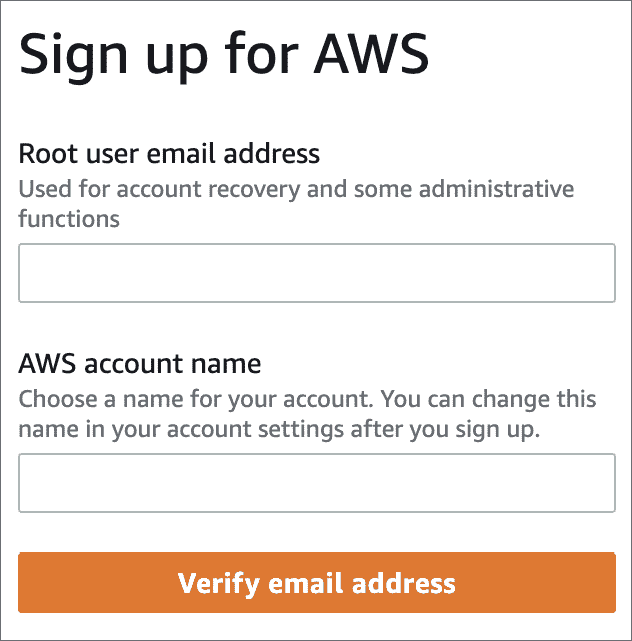 Sign up for AWS
Root user email address
Used for account recovery and some administrative
functions
AWS account name
Choose a name for your account. You can change this
name in your account settings after you sign up.
Verify email address